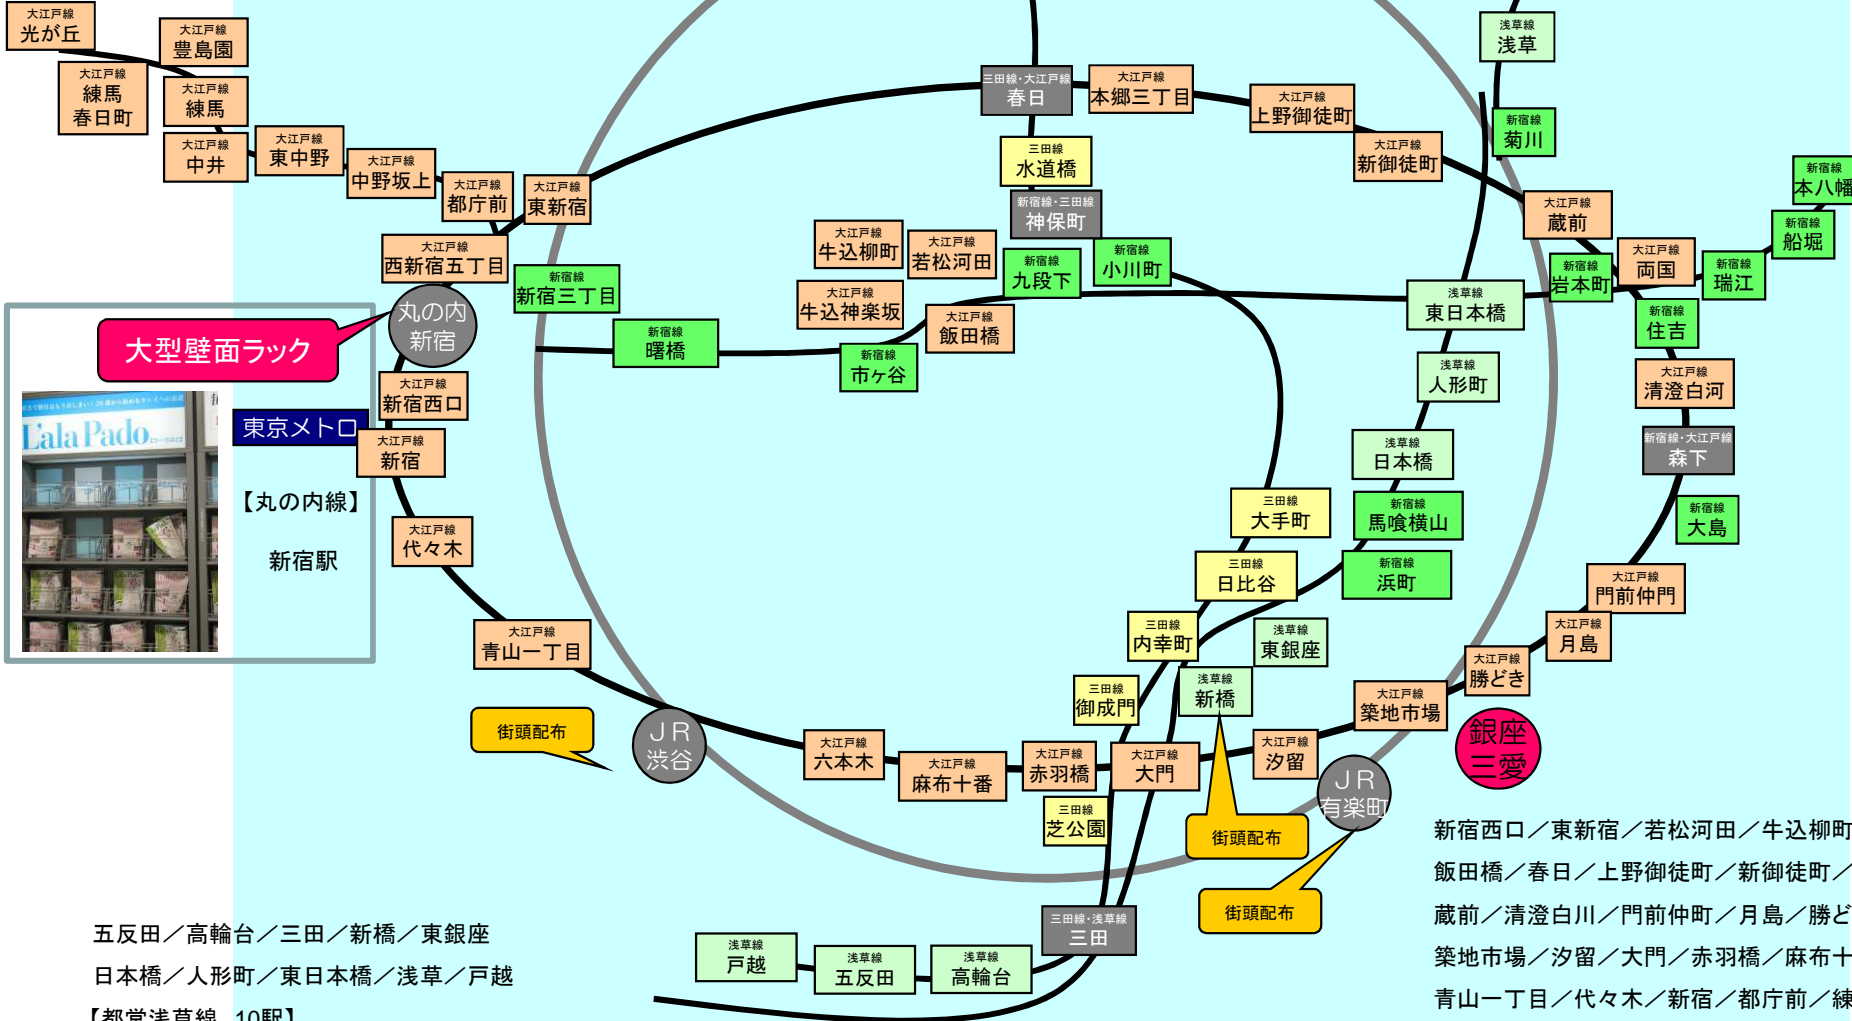 大江戸線
光が丘
大江戸線
豊島園
大江戸線
練馬
春日町
大江戸線
練馬
大江戸線
中井
大江戸線
東中野
大江戸線
中野坂上
大江戸線
都庁前
大江戸線
東新宿
大江戸線
西新宿五丁目
新宿線
新宿三丁目
丸の内
新宿
大型壁面ラック
L'ala Pado
東京メトロ
【丸の内線】
新宿駅
大江戸線
新宿西口
大江戸線
新宿
大江戸線
代々木
大江戸線
青山一丁目
街頭配布
JR
渋谷
三田線・大江戸線
春日
大江戸線
本郷三丁目
大江戸線
上野御徒町
大江戸線
新御徒町
浅草線
浅草
新宿線
菊川
三田線
水道橋
新宿線・三田線
神保町
大江戸線
牛込柳町
大江戸線
若松河田
新宿線
九段下
新宿線
小川町
大江戸線
牛込神楽坂
大江戸線
飯田橋
新宿線
曙橋
新宿線
市ヶ谷
大江戸線
蔵前
新宿線
本八幡
新宿線
船堀
新宿線
瑞江
大江戸線
両国
新宿線
岩本町
新宿線
住吉
浅草線
東日本橋
浅草線
人形町
浅草線
日本橋
新宿線
馬喰横山
新宿線
浜町
大江戸線
清澄白河
新宿線・大江戸線
森下
新宿線
大島
大江戸線
門前仲門
大江戸線
月島
大江戸線
勝どき
大江戸線
築地市場
銀座
三愛
三田線
大手町
三田線
日比谷
三田線
内幸町
浅草線
東銀座
浅草線
新橋
三田線
御成門
大江戸線
六本木
大江戸線
麻布十番
大江戸線
赤羽橋
大江戸線
大門
大江戸線
汐留
JR
有楽町
三田線
芝公園
街頭配布
街頭配布
三田線・浅草線
三田
浅草線
戸越
浅草線
五反田
浅草線
高輪台
五反田／高輪台／三田／新橋／東銀座
日本橋／人形町／東日本橋／浅草／戸越
【都営浅草線 10駅】
新宿西口／東新宿／若松河田／牛込柳町
飯田橋／春日／上野御徒町／新御徒町／
蔵前／清澄白川／門前仲町／月島／勝ど
築地市場／汐留／大門／赤羽橋／麻布十
青山一丁目／代々木／新宿／都庁前／練